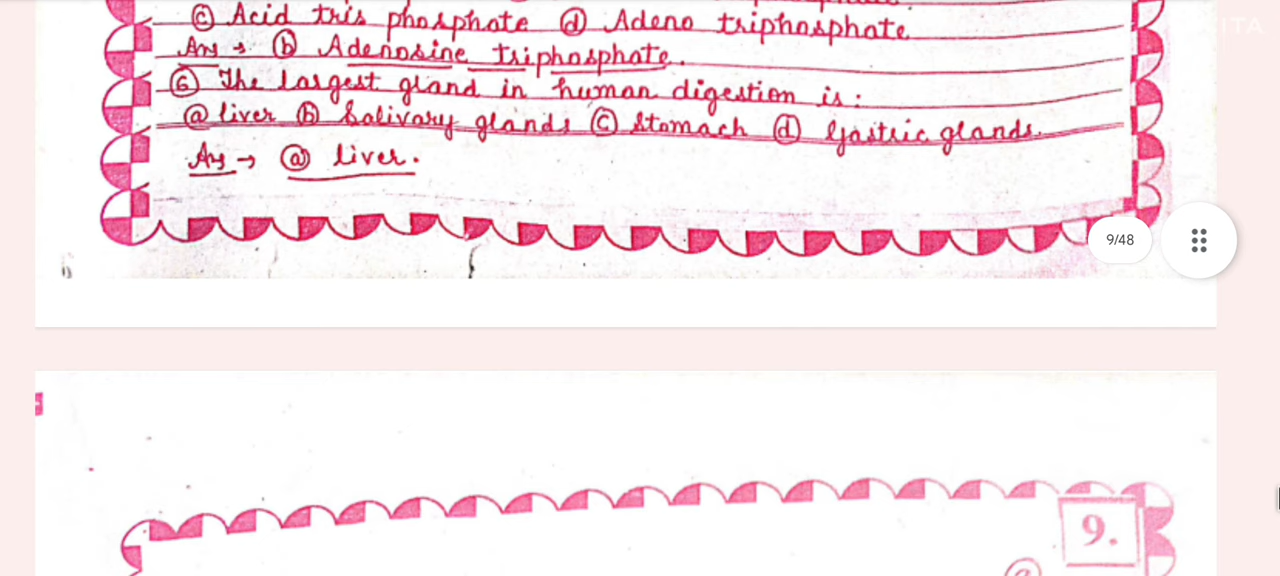 ⓒ Acid tris phosphate ⓓ Adeno triphosphate
Ans → ⓑ Adenosine triphosphate.
⑥ The largest gland in human digestion is:
ⓐ liver ⓑ Salivary glands ⓒ Stomach ⓓ Gastric glands.
Ans → ⓐ liver.
9/48
9.